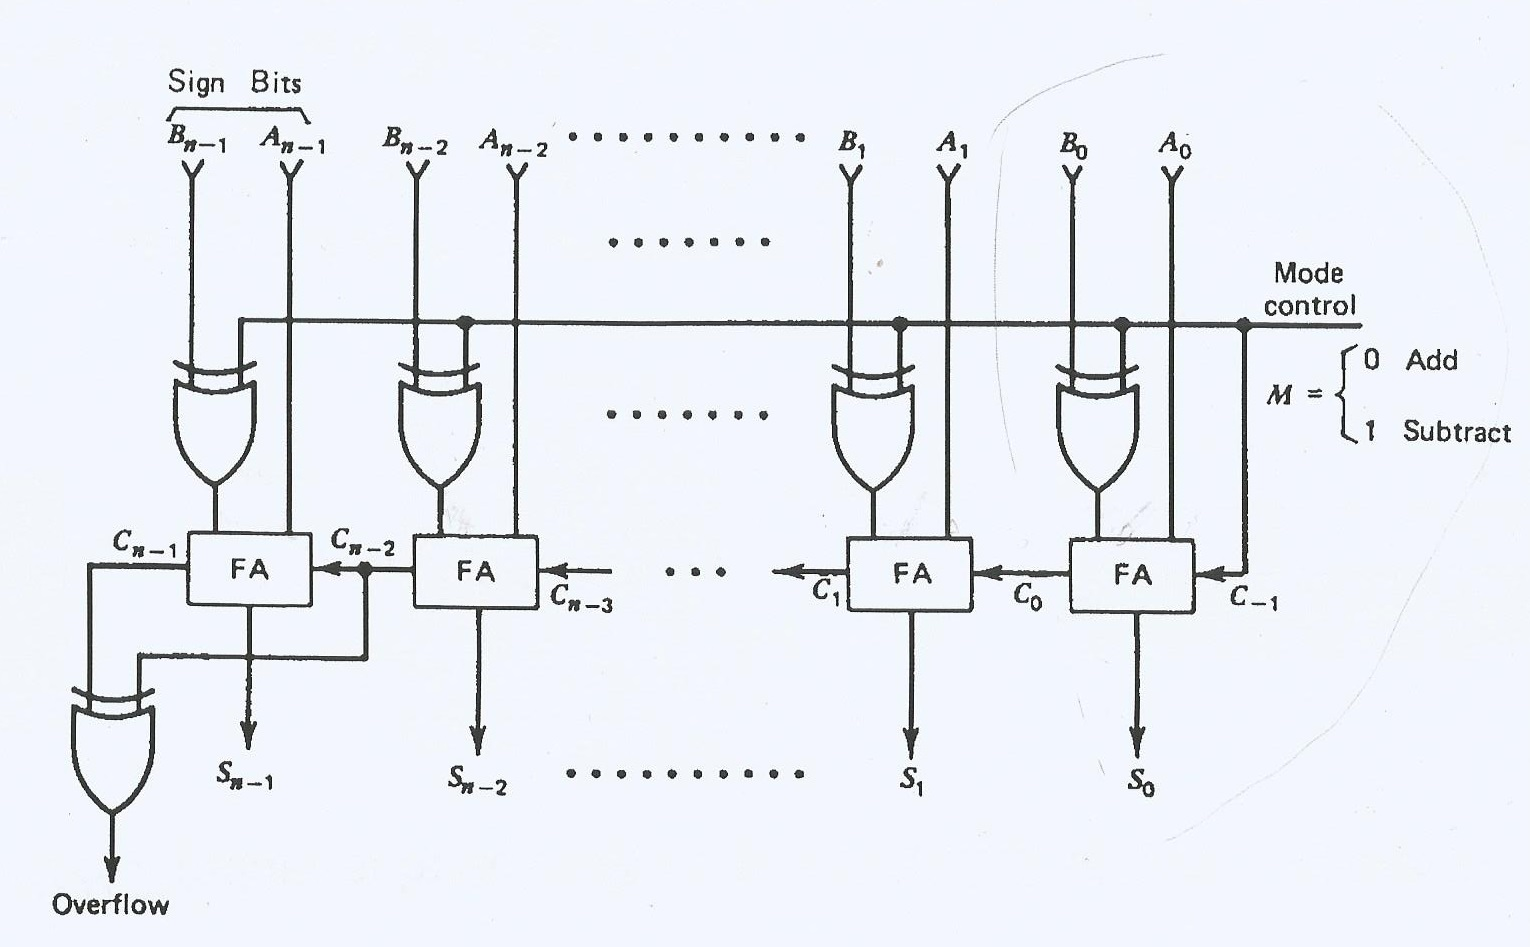 Sign Bits
Bn−1 An−1 Bn−2 An−2 B1 A1 B0 A0
Mode
control
M = { 0 Add
1 Subtract
Cn−1 FA Cn−2 FA Cn−3 C1 FA C0 FA C−1
Sn−1 Sn−2 S1 S0
Overflow